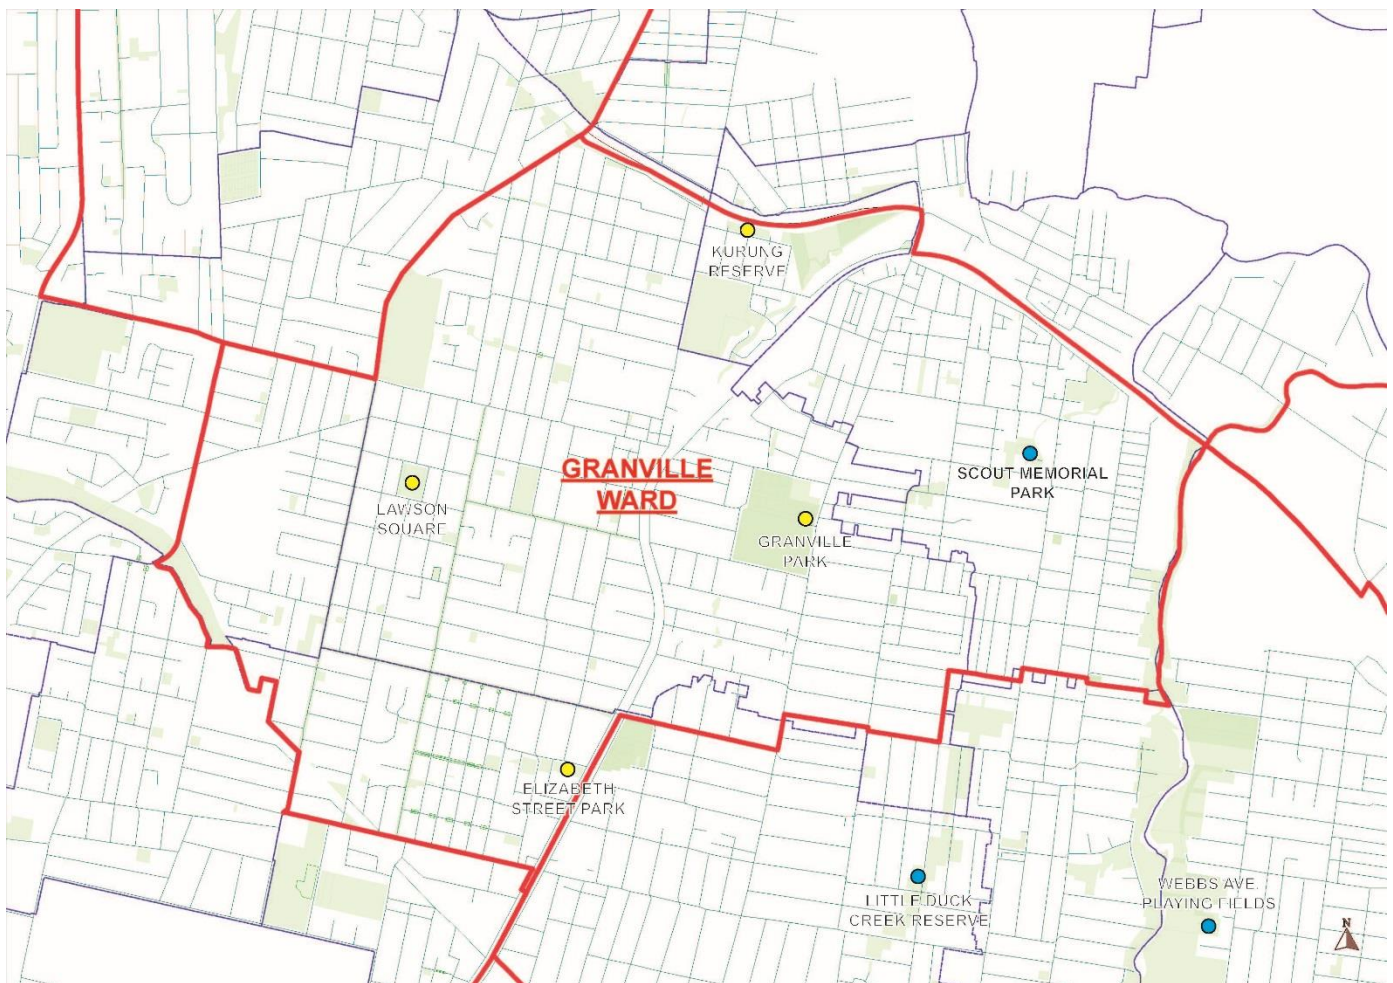 KURUNG
RESERVE
GRANVILLE
WARD
SCOUT MEMORIAL
PARK
LAWSON
SQUARE
GRANVILLE
PARK
ELIZABETH
STREET PARK
LITTLE DUCK
CREEK RESERVE
WEBBS AVE.
PLAYING FIELDS
N